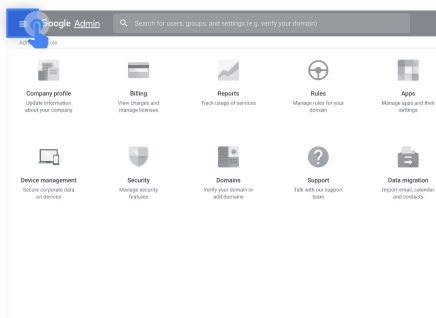 Google Admin
Search for users, groups, and settings (e.g. verify your domain)
Company profile
Update information
about your company
Billing
View charges and
manage licenses
Reports
Track usage of services
Rules
Manage rules for your
domain
Apps
Manage apps and their
settings
Device management
Secure corporate data
on devices
Security
Manage security
features
Domains
Verify your domain or
add domains
Support
Talk with our support
team
Data migration
Import email, calendar
and contacts